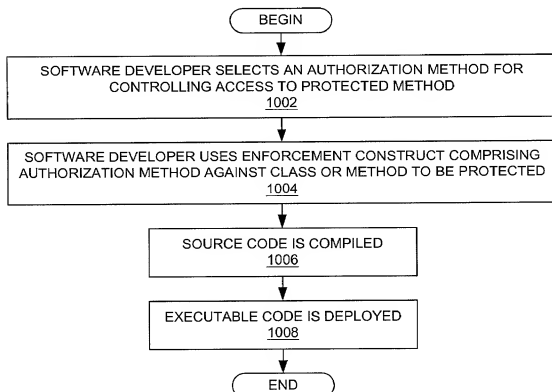 BEGIN
SOFTWARE DEVELOPER SELECTS AN AUTHORIZATION METHOD FOR
CONTROLLING ACCESS TO PROTECTED METHOD
1002
SOFTWARE DEVELOPER USES ENFORCEMENT CONSTRUCT COMPRISING
AUTHORIZATION METHOD AGAINST CLASS OR METHOD TO BE PROTECTED
1004
SOURCE CODE IS COMPILED
1006
EXECUTABLE CODE IS DEPLOYED
1008
END